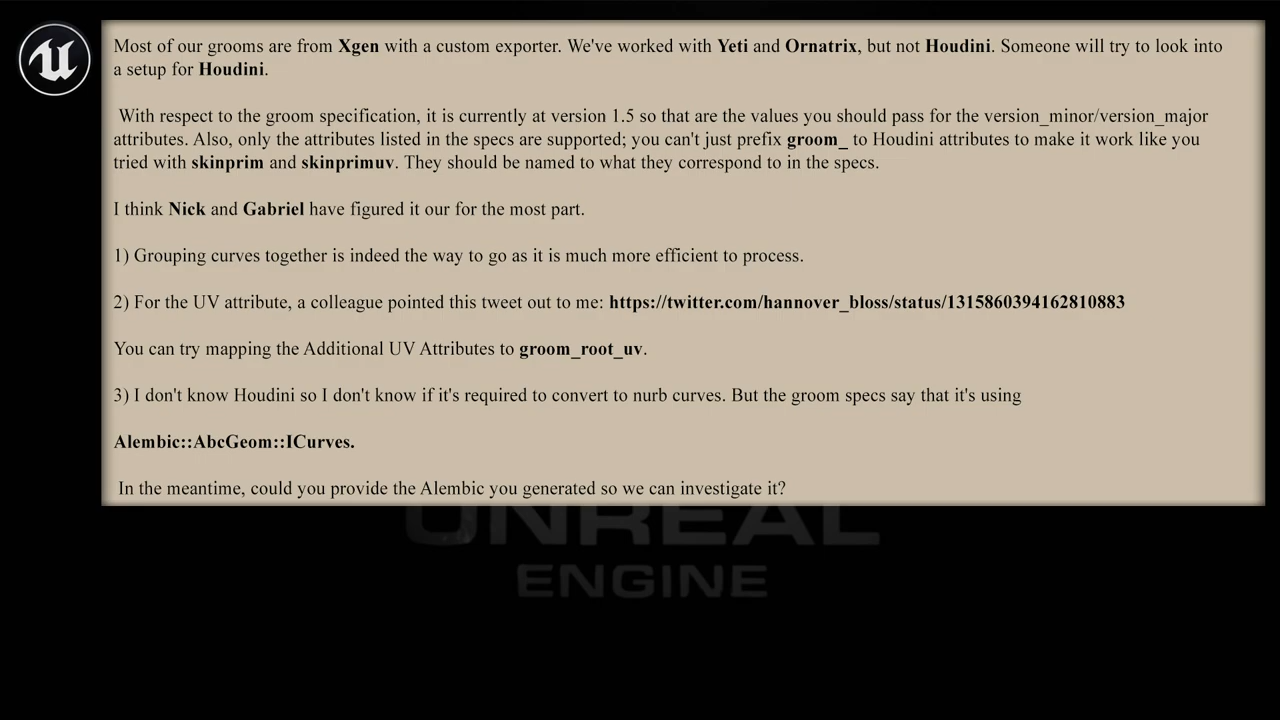 Most of our grooms are from Xgen with a custom exporter. We've worked with Yeti and Ornatrix, but not Houdini. Someone will try to look into
a setup for Houdini.
With respect to the groom specification, it is currently at version 1.5 so that are the values you should pass for the version_minor/version_major
attributes. Also, only the attributes listed in the specs are supported; you can't just prefix groom_ to Houdini attributes to make it work like you
tried with skinprim and skinprimuv. They should be named to what they correspond to in the specs.
I think Nick and Gabriel have figured it our for the most part.
1) Grouping curves together is indeed the way to go as it is much more efficient to process.
2) For the UV attribute, a colleague pointed this tweet out to me: https://twitter.com/hannover_bloss/status/1315860394162810883
You can try mapping the Additional UV Attributes to groom_root_uv.
3) I don't know Houdini so I don't know if it's required to convert to nurb curves. But the groom specs say that it's using
Alembic::AbcGeom::ICurves.
In the meantime, could you provide the Alembic you generated so we can investigate it?
UNREAL
ENGINE